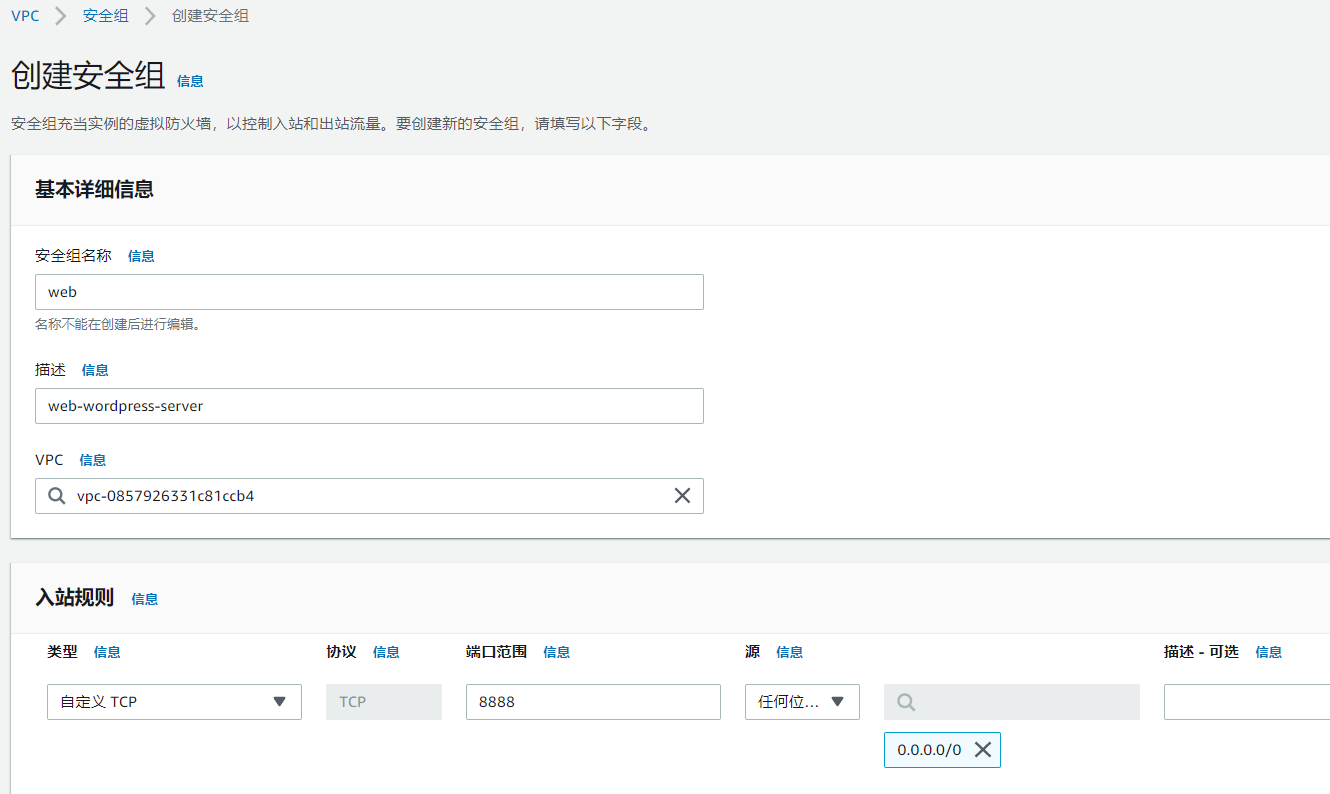 VPC 安全组 创建安全组
创建安全组 信息
安全组充当实例的虚拟防火墙，以控制入站和出站流量。要创建新的安全组，请填写以下字段。
基本详细信息
安全组名称 信息
web
名称不能在创建后进行编辑。
描述 信息
web-wordpress-server
VPC 信息
vpc-0857926331c81ccb4
入站规则 信息
类型 信息 协议 信息 端口范围 信息 源 信息 描述 - 可选 信息
自定义 TCP TCP 8888 任何位...
0.0.0.0/0